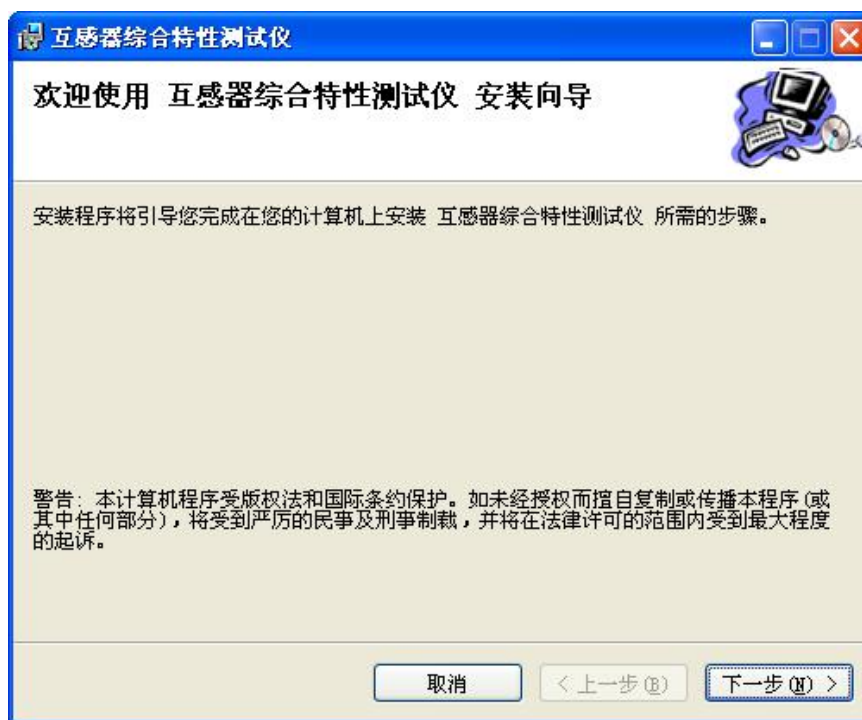 互感器综合特性测试仪
欢迎使用 互感器综合特性测试仪 安装向导
安装程序将引导您完成在您的计算机上安装 互感器综合特性测试仪 所需的步骤。
警告: 本计算机程序受版权法和国际条约保护。如未经授权而擅自复制或传播本程序(或
其中任何部分),将受到严厉的民事及刑事制裁,并将在法律许可的范围内受到最大程度
的起诉。
取消 < 上一步(B) 下一步(N) >